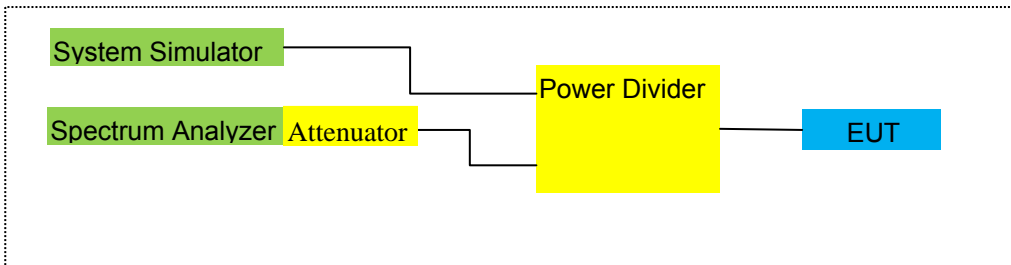 System Simulator
Power Divider
Spectrum Analyzer Attenuator
EUT